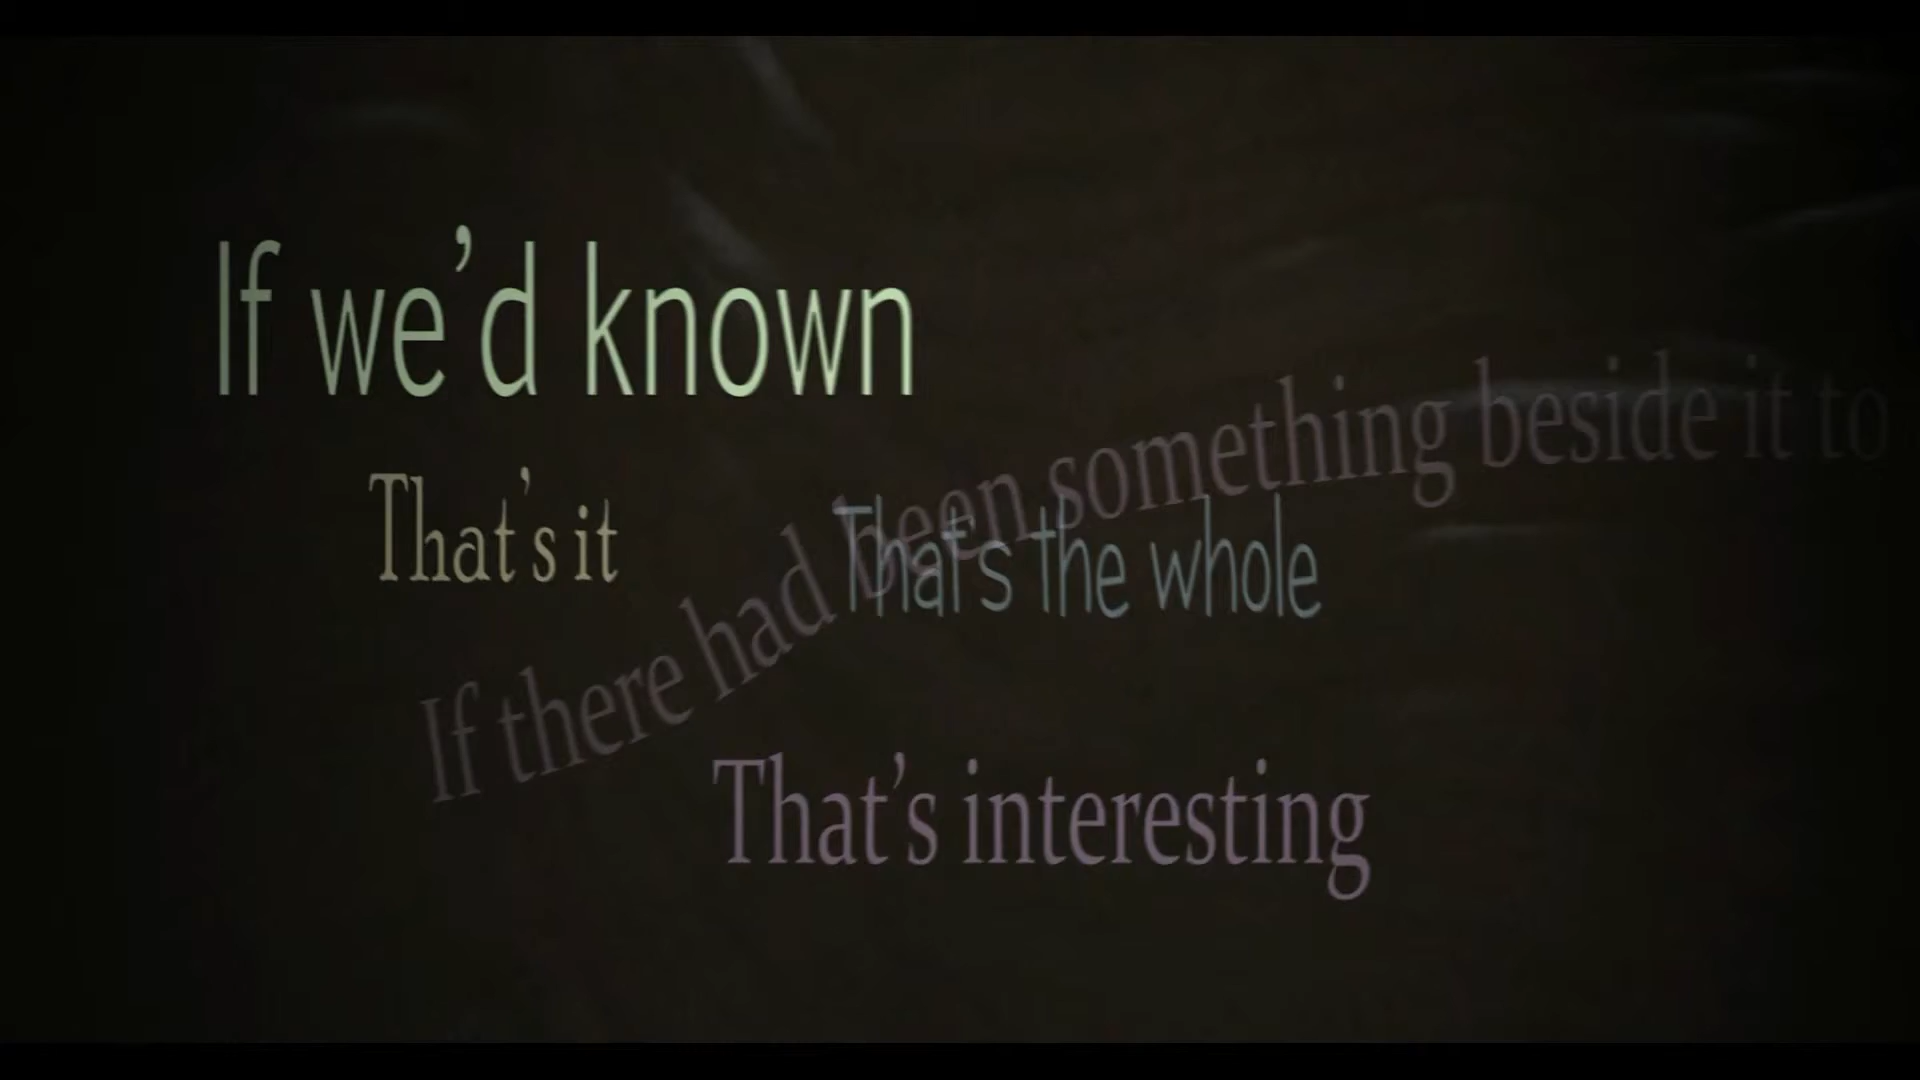 If we’d known
That’s it
That’s the whole
If there had been something beside it to
That’s interesting